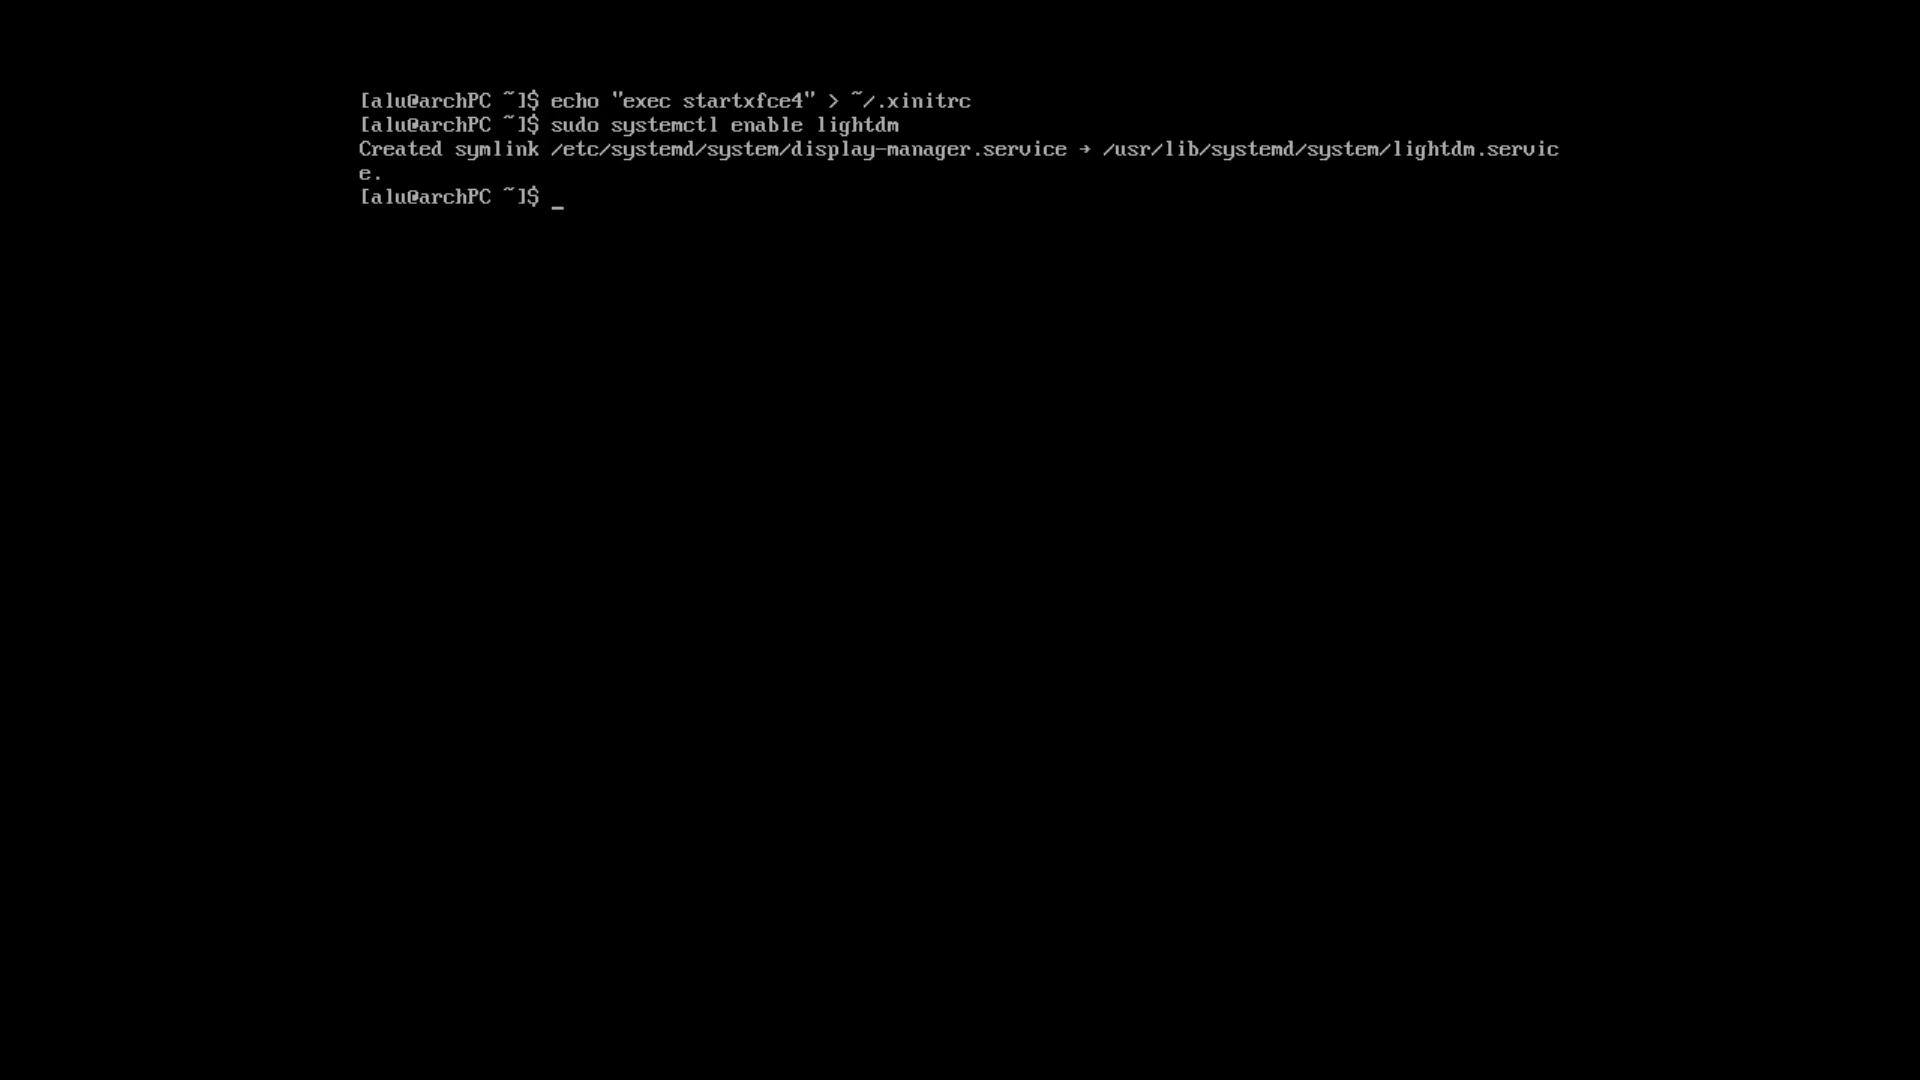 [alu@archPC ~]$ echo "exec startxfce4" > ~/.xinitrc
[alu@archPC ~]$ sudo systemctl enable lightdm
Created symlink /etc/systemd/system/display-manager.service → /usr/lib/systemd/system/lightdm.servic
e.
[alu@archPC ~]$ _